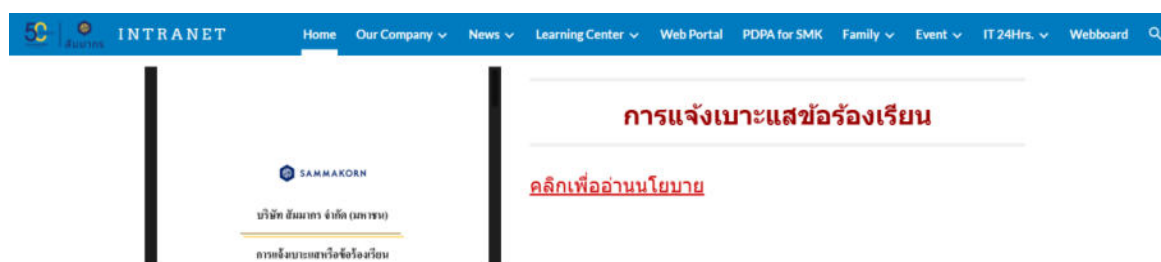 50 สัมมากร INTRANET Home Our Company News Learning Center Web Portal PDPA for SMK Family Event IT 24Hrs. Webboard
การแจ้งเบาะแสข้อร้องเรียน
คลิกเพื่ออ่านนโยบาย
SAMMAKORN
บริษัท สัมมากร จำกัด (มหาชน)
การแจ้งเบาะแสหรือข้อร้องเรียน